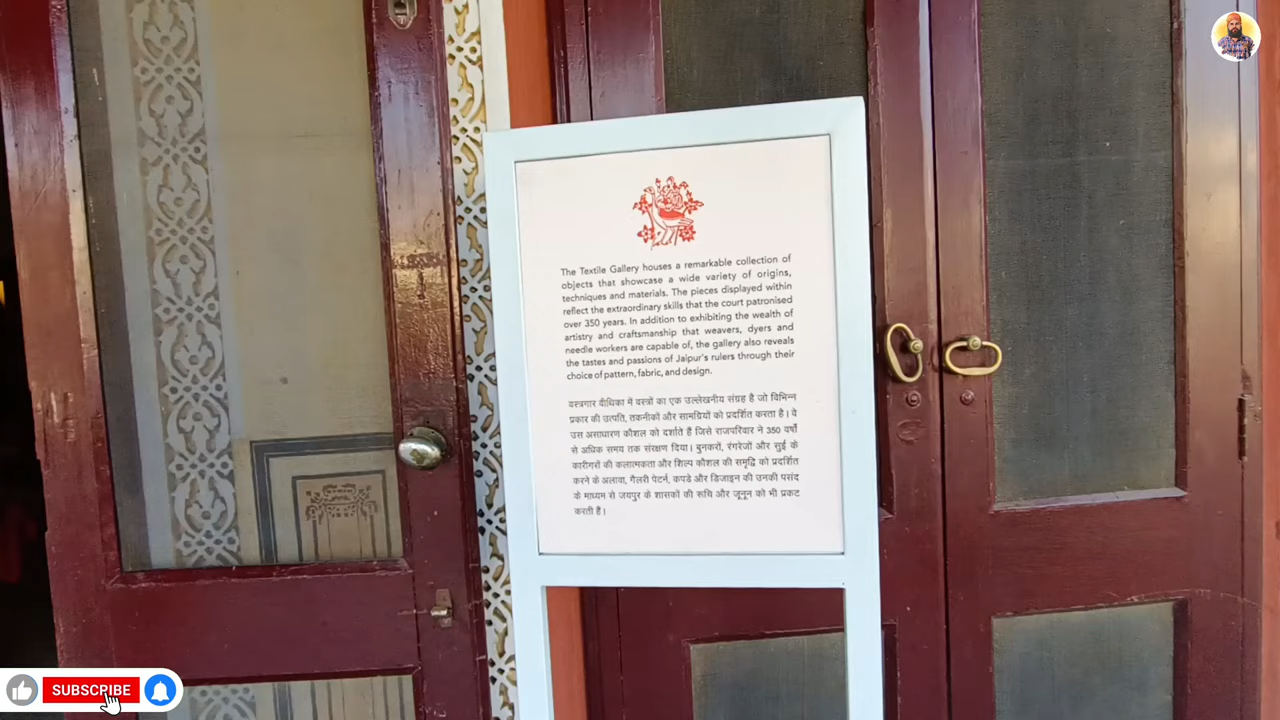 The Textile Gallery houses a remarkable collection of
objects that showcase a wide variety of origins,
techniques and materials. The pieces displayed within
reflect the extraordinary skills that the court patronised
over 350 years. In addition to exhibiting the wealth of
artistry and craftsmanship that weavers, dyers and
needle workers are capable of, the gallery also reveals
the tastes and passions of Jaipur's rulers through their
choice of pattern, fabric, and design.
वस्त्रगार वीथिका में वस्त्रों का एक उल्लेखनीय संग्रह है जो विभिन्न
प्रकार की उत्पति, तकनीकों और सामग्रियों को प्रदर्शित करता है। वे
उस असाधारण कौशल को दर्शाते हैं जिसे राजपरिवार ने 350 वर्षों
से अधिक समय तक संरक्षण दिया। बुनकरों, रंगरेजों और सुई के
कारीगरों की कलात्मकता और शिल्प कौशल की समृद्धि को प्रदर्शित
करने के अलावा, गैलरी पेटर्न, कपडे और डिजाइन की उनकी पसंद
के माध्यम से जयपुर के शासकों की रूचि और जूनून को भी प्रकट
करती है।
SUBSCRIBE